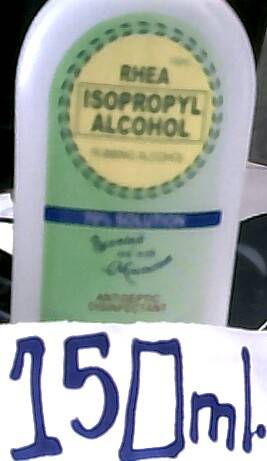 RHEA
ISOPROPYL
ALCOHOL
RUBBING ALCOHOL
70% SOLUTION
ANTISEPTIC
DISINFECTANT
150ml.